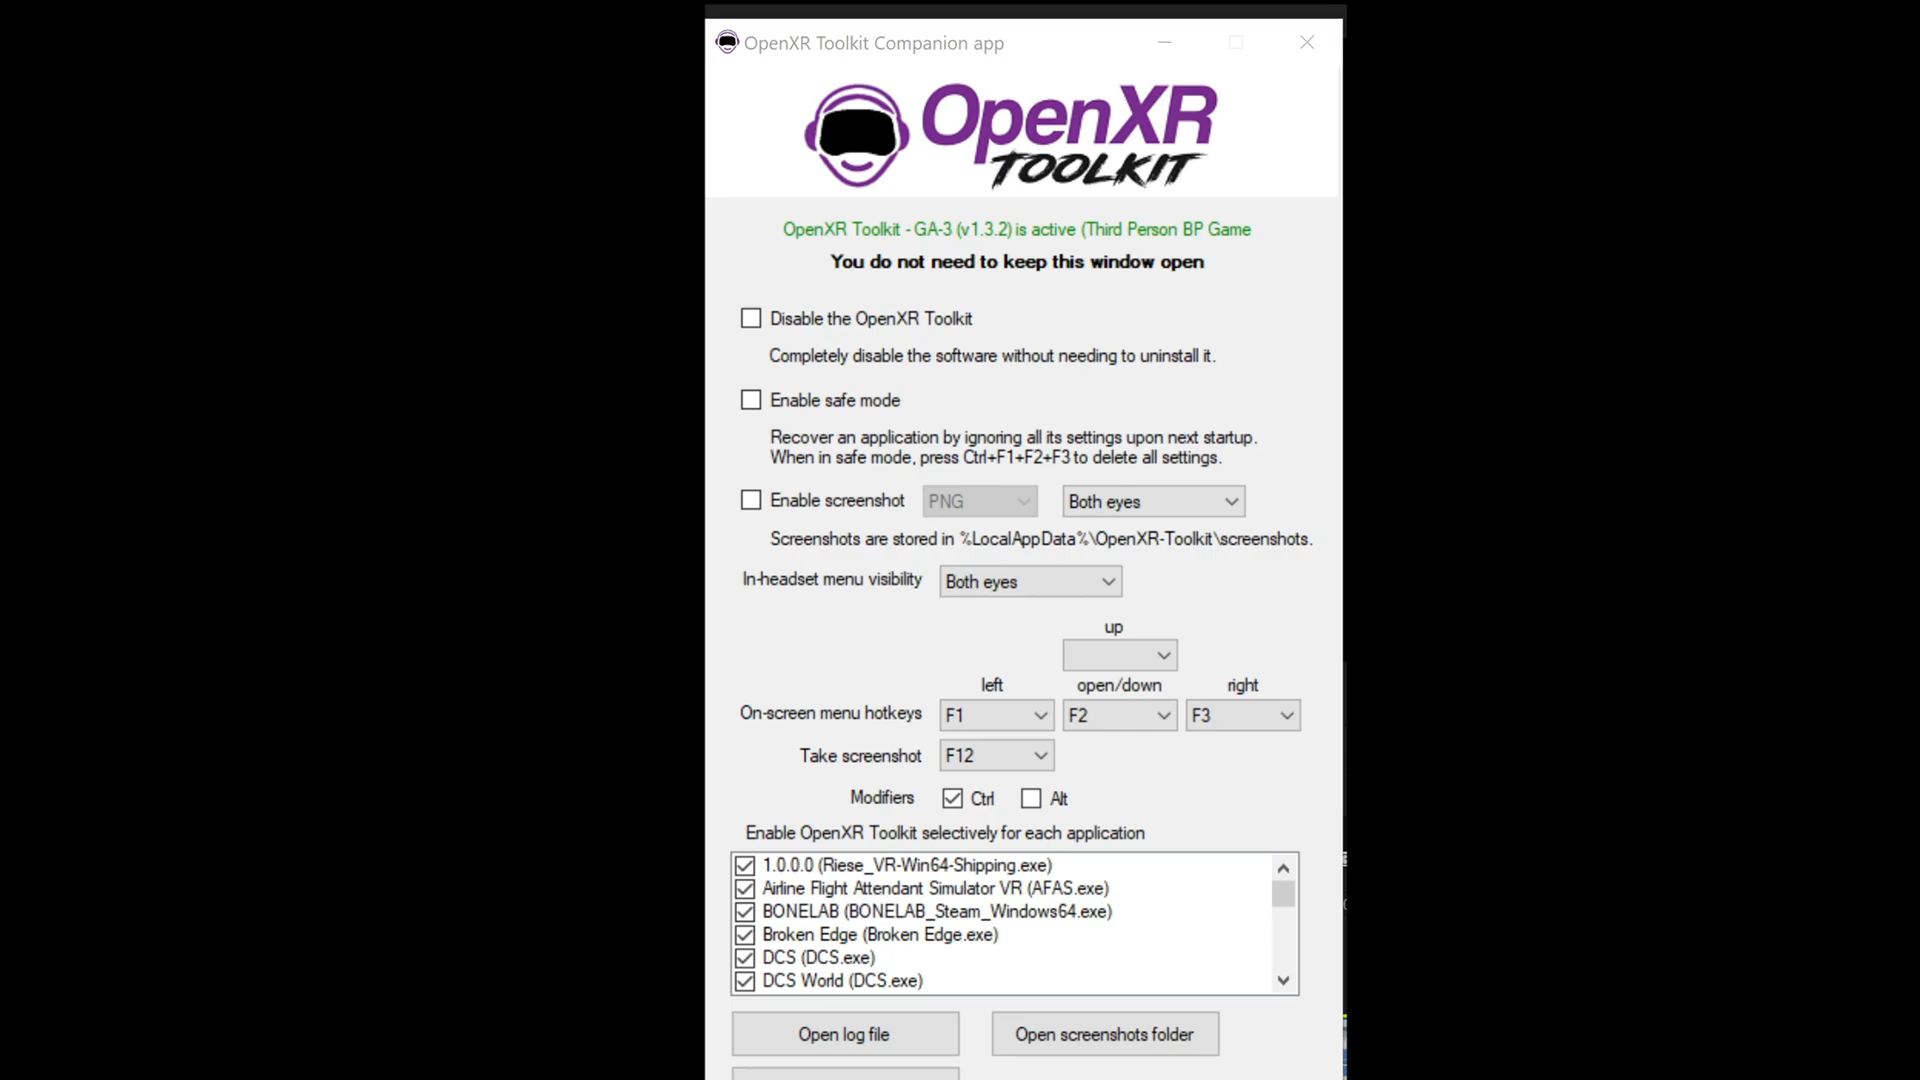 OpenXR Toolkit Companion app
OpenXR
TOOLKIT
OpenXR Toolkit - GA-3 (v1.3.2) is active (Third Person BP Game
You do not need to keep this window open
Disable the OpenXR Toolkit
Completely disable the software without needing to uninstall it.
Enable safe mode
Recover an application by ignoring all its settings upon next startup.
When in safe mode, press Ctrl+F1+F2+F3 to delete all settings.
Enable screenshot PNG Both eyes
Screenshots are stored in %LocalAppData%\OpenXR-Toolkit\screenshots.
In-headset menu visibility Both eyes
up
left open/down right
On-screen menu hotkeys F1 F2 F3
Take screenshot F12
Modifiers Ctrl Alt
Enable OpenXR Toolkit selectively for each application
1.0.0.0 (Riese_VR-Win64-Shipping.exe)
Airline Flight Attendant Simulator VR (AFAS.exe)
BONELAB (BONELAB_Steam_Windows64.exe)
Broken Edge (Broken Edge.exe)
DCS (DCS.exe)
DCS World (DCS.exe)
Open log file Open screenshots folder